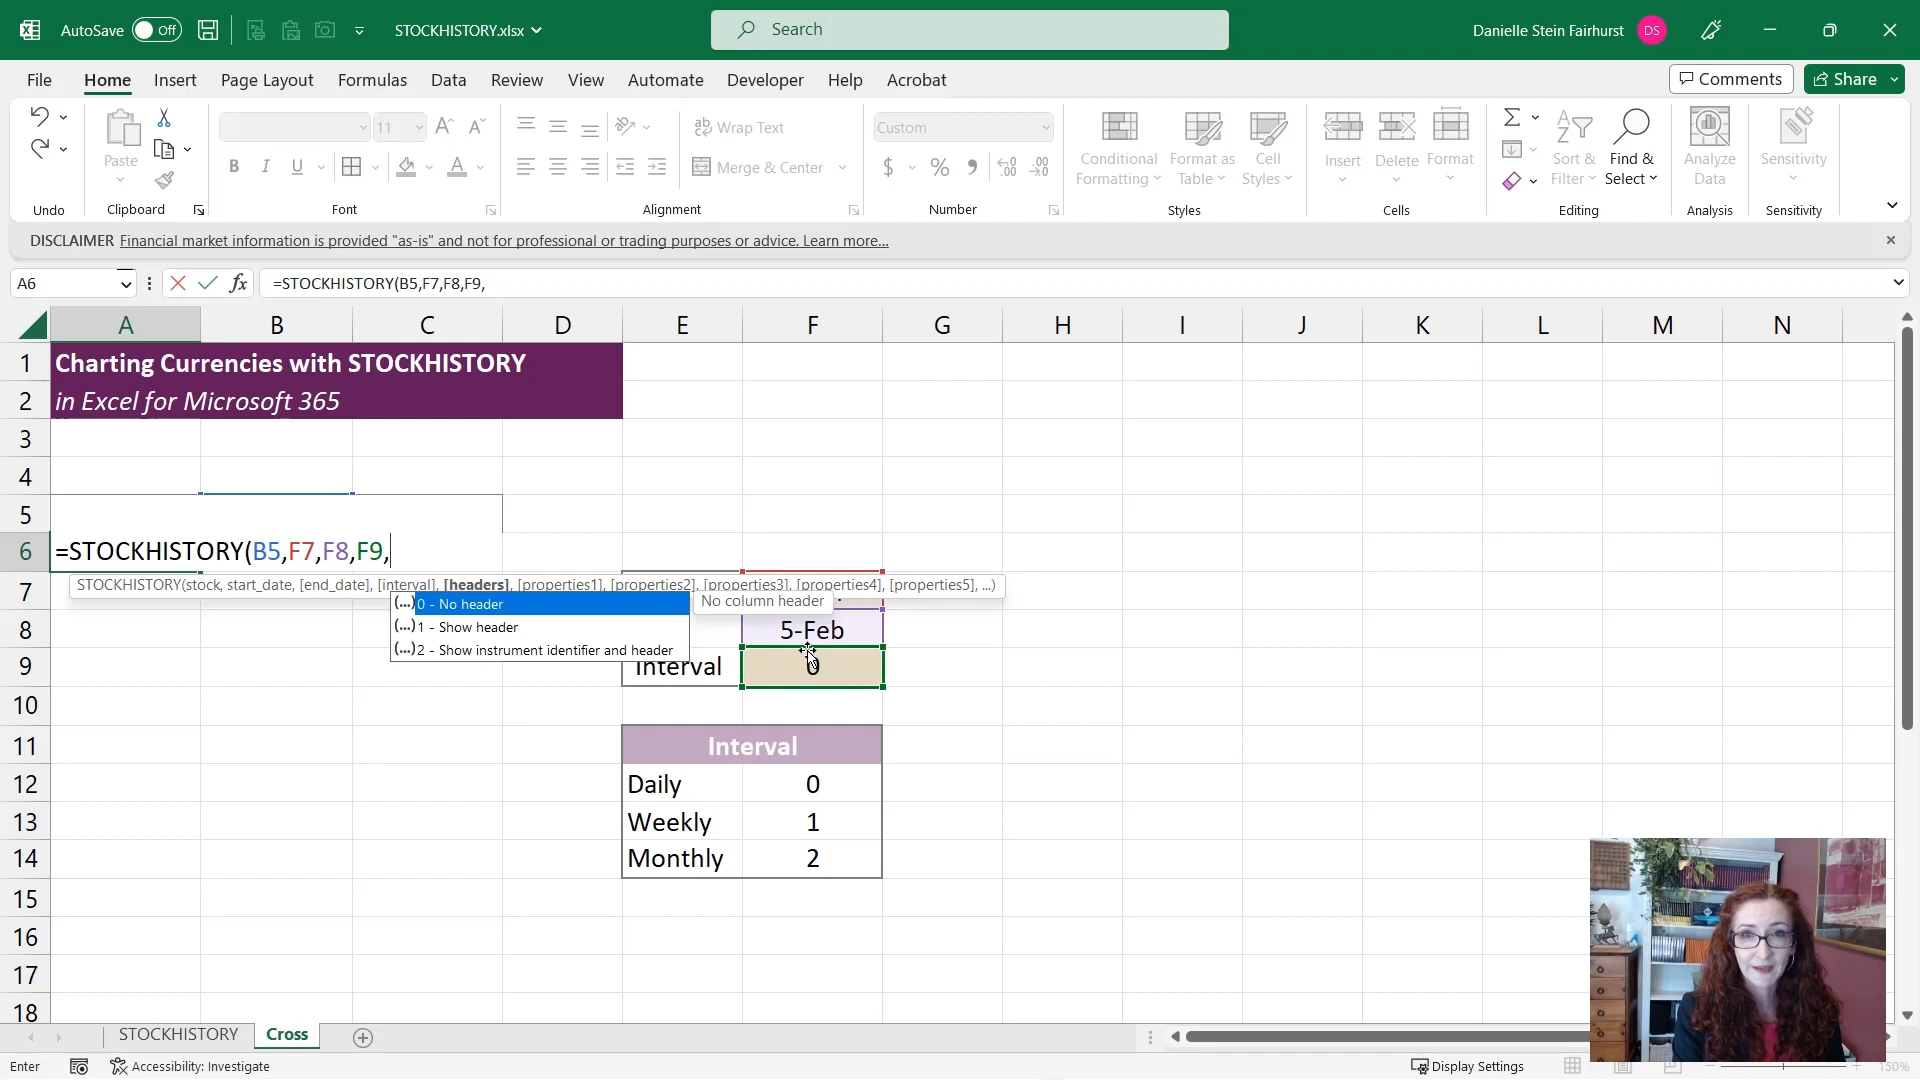 AutoSave Off STOCKHISTORY.xlsx Search Danielle Stein Fairhurst DS
File Home Insert Page Layout Formulas Data Review View Automate Developer Help Acrobat Comments Share
11 Wrap Text Custom
Paste Merge & Center $ % Conditional Formatting Format as Table Cell Styles Insert Delete Format Sort & Filter Find & Select Analyze Data Sensitivity
B I U
Undo Clipboard Font Alignment Number Styles Cells Editing Analysis Sensitivity
DISCLAIMER Financial market information is provided "as-is" and not for professional or trading purposes or advice. Learn more...
A6 fx =STOCKHISTORY(B5,F7,F8,F9,
A B C D E F G H I J K L M N
1 Charting Currencies with STOCKHISTORY
2 in Excel for Microsoft 365
3
4
5
6 =STOCKHISTORY(B5,F7,F8,F9,
7 STOCKHISTORY(stock, start_date, [end_date], [interval], [headers], [properties1], [properties2], [properties3], [properties4], [properties5], ...)
(...) 0 - No header No column header
(...) 1 - Show header
8 5-Feb
(...) 2 - Show instrument identifier and header
9 Interval 0
10
11 Interval
12 Daily 0
13 Weekly 1
14 Monthly 2
15
16
17
18
STOCKHISTORY Cross
Enter Accessibility: Investigate Display Settings 150%